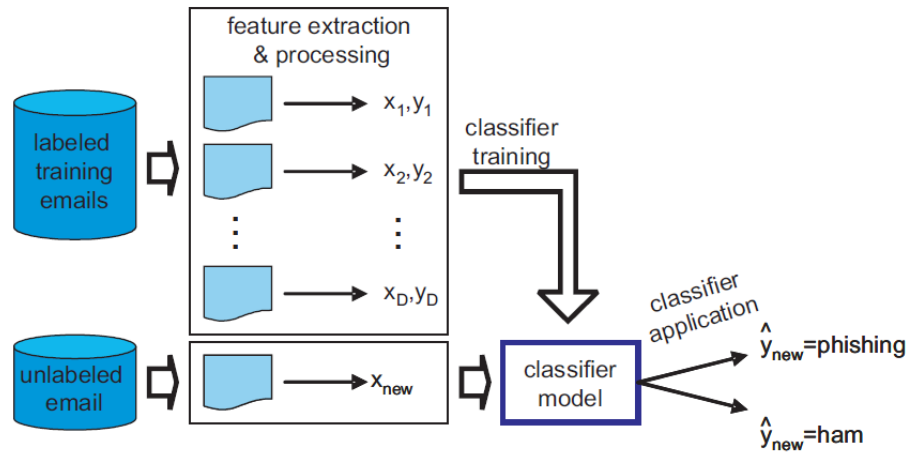 feature extraction
& processing
labeled
training
emails
x1,y1
x2,y2
⋮
⋮
xD,yD
classifier
training
unlabeled
email
xnew
classifier
model
classifier
application
ŷnew=phishing
ŷnew=ham